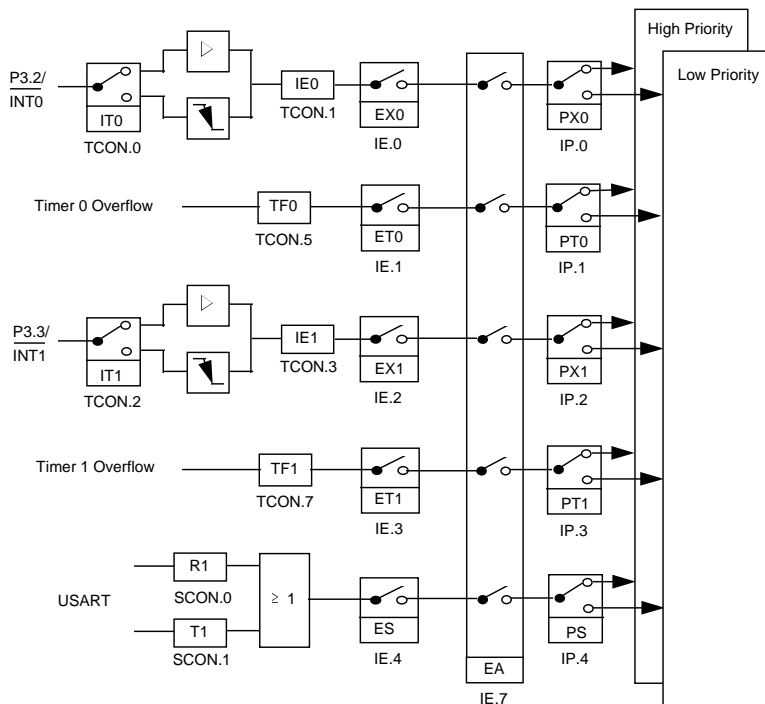 High Priority
Low Priority
P3.2/
INT0
IT0
TCON.0
IE0
TCON.1
EX0
IE.0
PX0
IP.0
Timer 0 Overflow
TF0
TCON.5
ET0
IE.1
PT0
IP.1
P3.3/
INT1
IT1
TCON.2
IE1
TCON.3
EX1
IE.2
PX1
IP.2
Timer 1 Overflow
TF1
TCON.7
ET1
IE.3
PT1
IP.3
USART
R1
SCON.0
T1
SCON.1
≥ 1
ES
IE.4
EA
IE.7
PS
IP.4